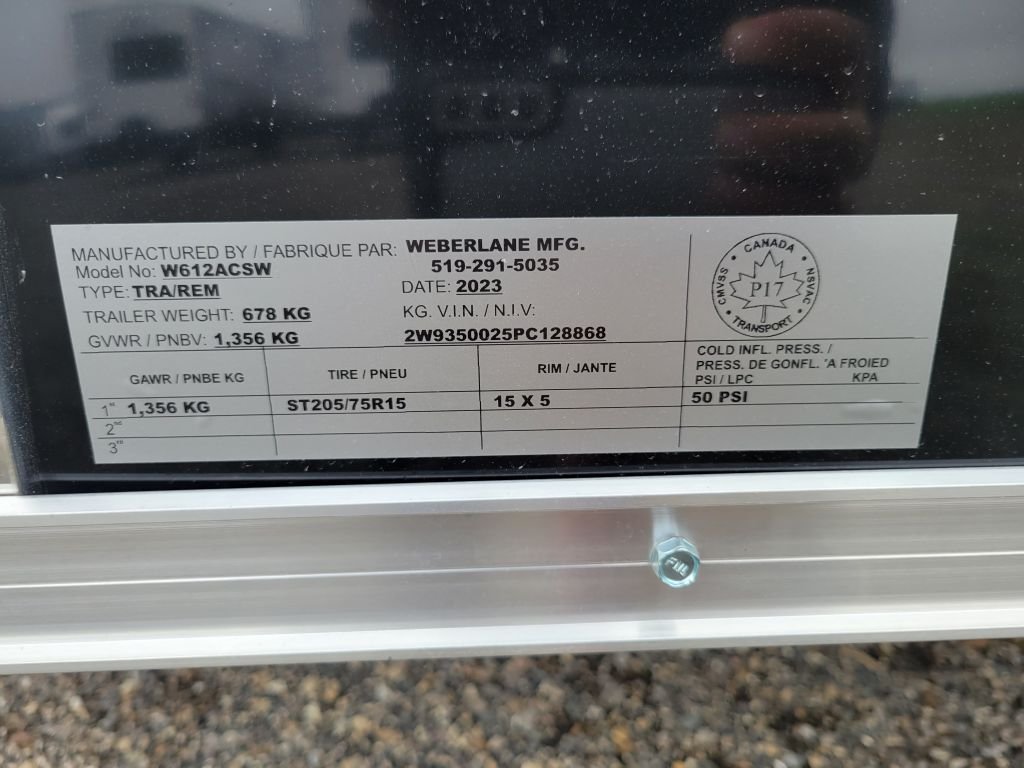 MANUFACTURED BY / FABRIQUE PAR: WEBERLANE MFG.
519-291-5035
Model No: W612ACSW
TYPE: TRA/REM
DATE: 2023
TRAILER WEIGHT: 678 KG
KG. V.I.N. / N.I.V:
GVWR / PNBV: 1,356 KG
2W9350025PC128868
CANADA
CMVSS
NSVAC
P17
TRANSPORT
GAWR / PNBE KG
TIRE / PNEU
RIM / JANTE
COLD INFL. PRESS. /
PRESS. DE GONFL. 'A FROIED
PSI / LPC KPA
1st 1,356 KG ST205/75R15 15 X 5 50 PSI
2nd
3rd